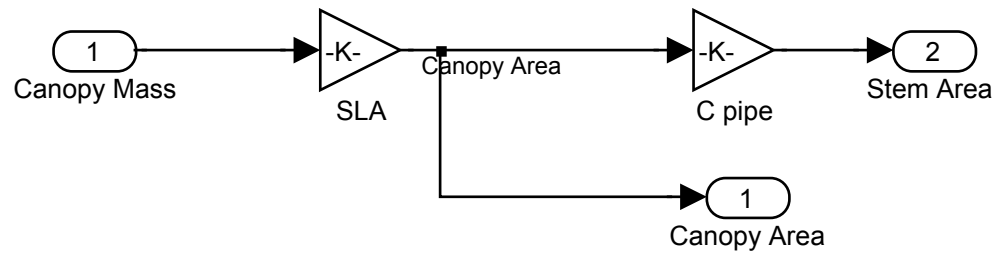 1
Canopy Mass
-K-
SLA
Canopy Area
-K-
C pipe
2
Stem Area
1
Canopy Area